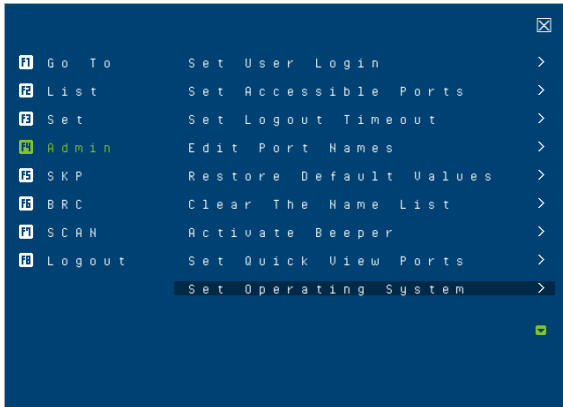 F1 Go To Set User Login >
F2 List Set Accessible Ports >
F3 Set Set Logout Timeout >
F4 Admin Edit Port Names >
F5 SKP Restore Default Values >
F6 BRC Clear The Name List >
F7 SCAN Activate Beeper >
F8 Logout Set Quick View Ports >
Set Operating System >